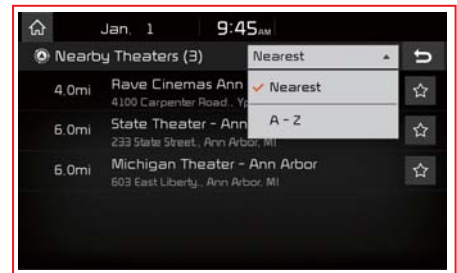 Jan. 1 9:45AM
Nearby Theaters (3) Nearest
4.0mi Rave Cinemas Ann
Nearest
4100 Carpenter Road.,
6.0mi State Theater - Ann
A - Z
233 State Street., Ann Arbor, MI
6.0mi Michigan Theater - Ann Arbor
603 East Liberty., Ann Arbor, MI